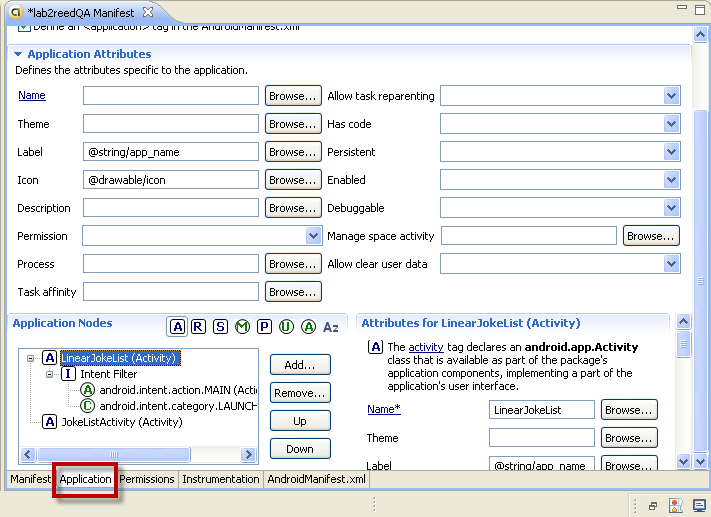 *lab2reedQA Manifest
Define an <application> tag in the AndroidManifest.xml
Application Attributes
Defines the attributes specific to the application.
Name Browse... Allow task reparenting
Theme Browse... Has code
Label @string/app_name Browse... Persistent
Icon @drawable/icon Browse... Enabled
Description Browse... Debuggable
Permission Manage space activity Browse...
Process Browse... Allow clear user data
Task affinity Browse...
Application Nodes
A R S M P U A Az
A LinearJokeList (Activity)
I Intent Filter
A android.intent.action.MAIN (Actio
C android.intent.category.LAUNCH
A JokeListActivity (Activity)
Add...
Remove...
Up
Down
Attributes for LinearJokeList (Activity)
A The activity tag declares an android.app.Activity
class that is available as part of the package's
application components, implementing a part of the
application's user interface.
Name* LinearJokeList Browse...
Theme Browse...
Label @string/app_name Browse...
Manifest Application Permissions Instrumentation AndroidManifest.xml